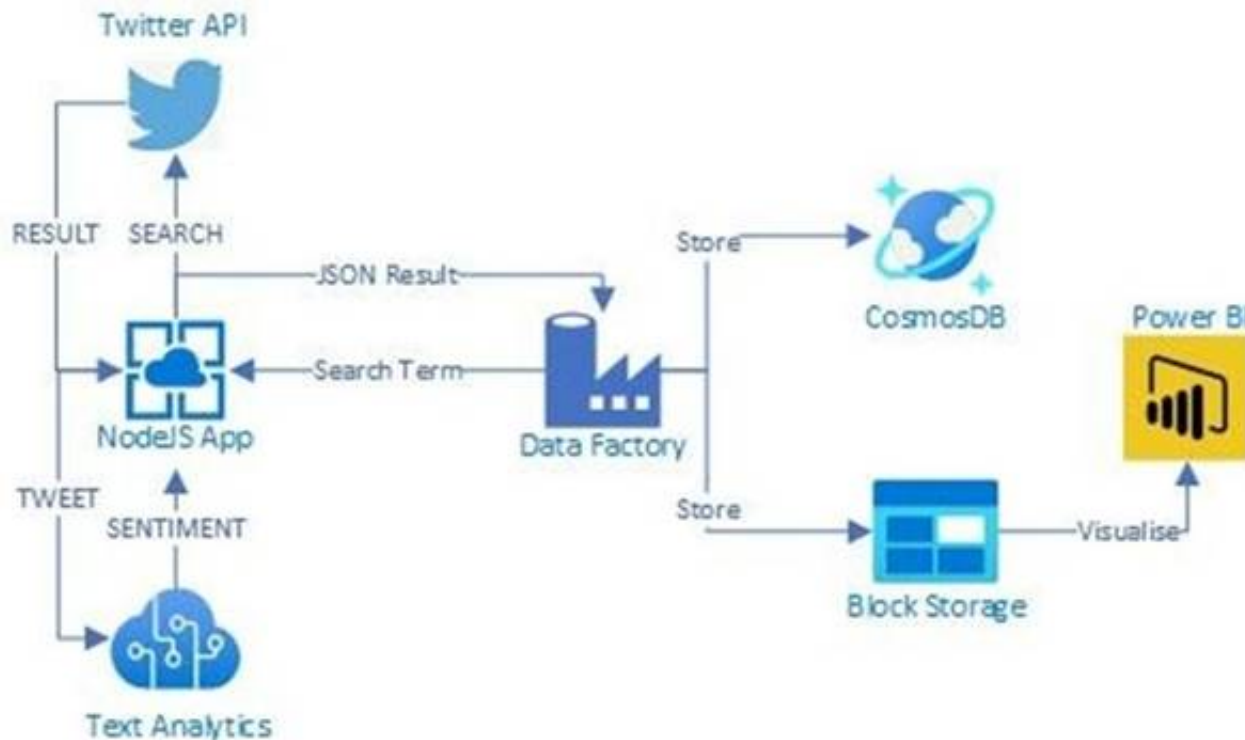 Twitter API
RESULT
SEARCH
JSON Result
Store
CosmosDB
Power BI
Search Term
NodeJS App
Data Factory
TWEET
SENTIMENT
Store
Visualise
Block Storage
Text Analytics